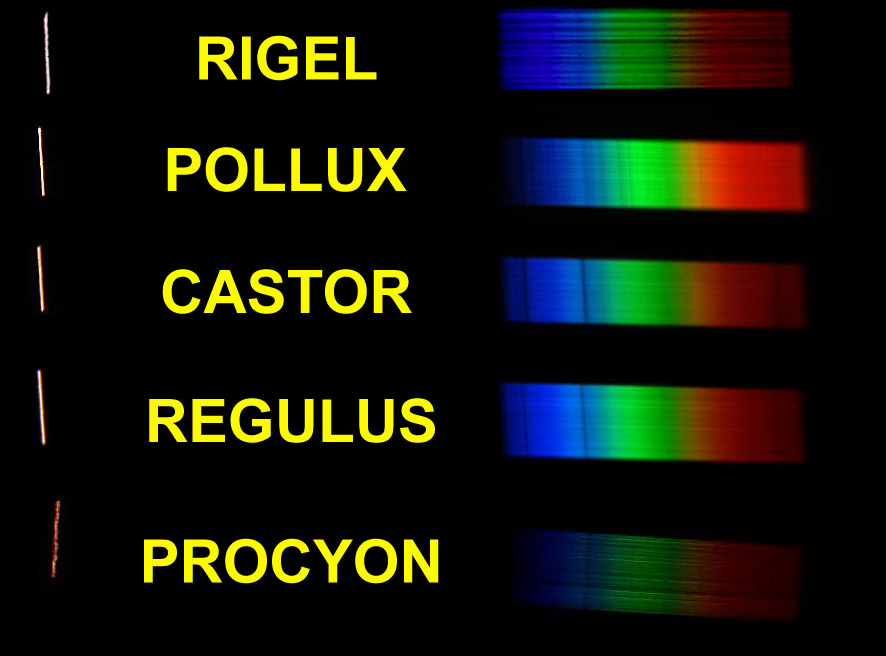 RIGEL
POLLUX
CASTOR
REGULUS
PROCYON